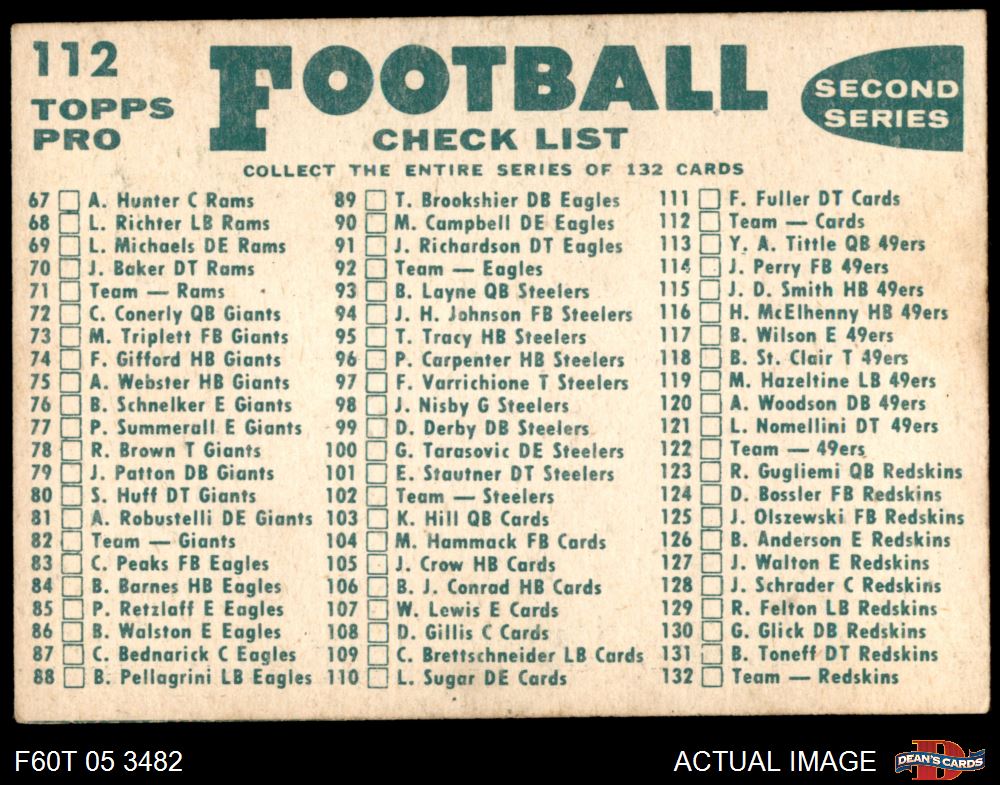 112
TOPPS
PRO
FOOTBALL
CHECK LIST
SECOND
SERIES
COLLECT THE ENTIRE SERIES OF 132 CARDS
67 A. Hunter C Rams
68 L. Richter LB Rams
69 L. Michaels DE Rams
70 J. Baker DT Rams
71 Team — Rams
72 C. Conerly QB Giants
73 M. Triplett FB Giants
74 F. Gifford HB Giants
75 A. Webster HB Giants
76 B. Schnelker E Giants
77 P. Summerall E Giants
78 R. Brown T Giants
79 J. Patton DB Giants
80 S. Huff DT Giants
81 A. Robustelli DE Giants
82 Team — Giants
83 C. Peaks FB Eagles
84 B. Barnes HB Eagles
85 P. Retzlaff E Eagles
86 B. Walston E Eagles
87 C. Bednarick C Eagles
88 B. Pellagrini LB Eagles
89 T. Brookshier DB Eagles
90 M. Campbell DE Eagles
91 J. Richardson DT Eagles
92 Team — Eagles
93 B. Layne QB Steelers
94 J. H. Johnson FB Steelers
95 T. Tracy HB Steelers
96 P. Carpenter HB Steelers
97 F. Varrichione T Steelers
98 J. Nisby G Steelers
99 D. Derby DB Steelers
100 G. Tarasovic DE Steelers
101 E. Stautner DT Steelers
102 Team — Steelers
103 K. Hill QB Cards
104 M. Hammack FB Cards
105 J. Crow HB Cards
106 B. J. Conrad HB Cards
107 W. Lewis E Cards
108 D. Gillis C Cards
109 C. Brettschneider LB Cards
110 L. Sugar DE Cards
111 F. Fuller DT Cards
112 Team — Cards
113 Y. A. Tittle QB 49ers
114 J. Perry FB 49ers
115 J. D. Smith HB 49ers
116 H. McElhenny HB 49ers
117 B. Wilson E 49ers
118 B. St. Clair T 49ers
119 M. Hazeltine LB 49ers
120 A. Woodson DB 49ers
121 L. Nomellini DT 49ers
122 Team — 49ers
123 R. Gugliemi QB Redskins
124 D. Bossler FB Redskins
125 J. Olszewski FB Redskins
126 B. Anderson E Redskins
127 J. Walton E Redskins
128 J. Schrader C Redskins
129 R. Felton LB Redskins
130 G. Glick DB Redskins
131 B. Toneff DT Redskins
132 Team — Redskins
F60T 05 3482
ACTUAL IMAGE
DEAN'S CARDS